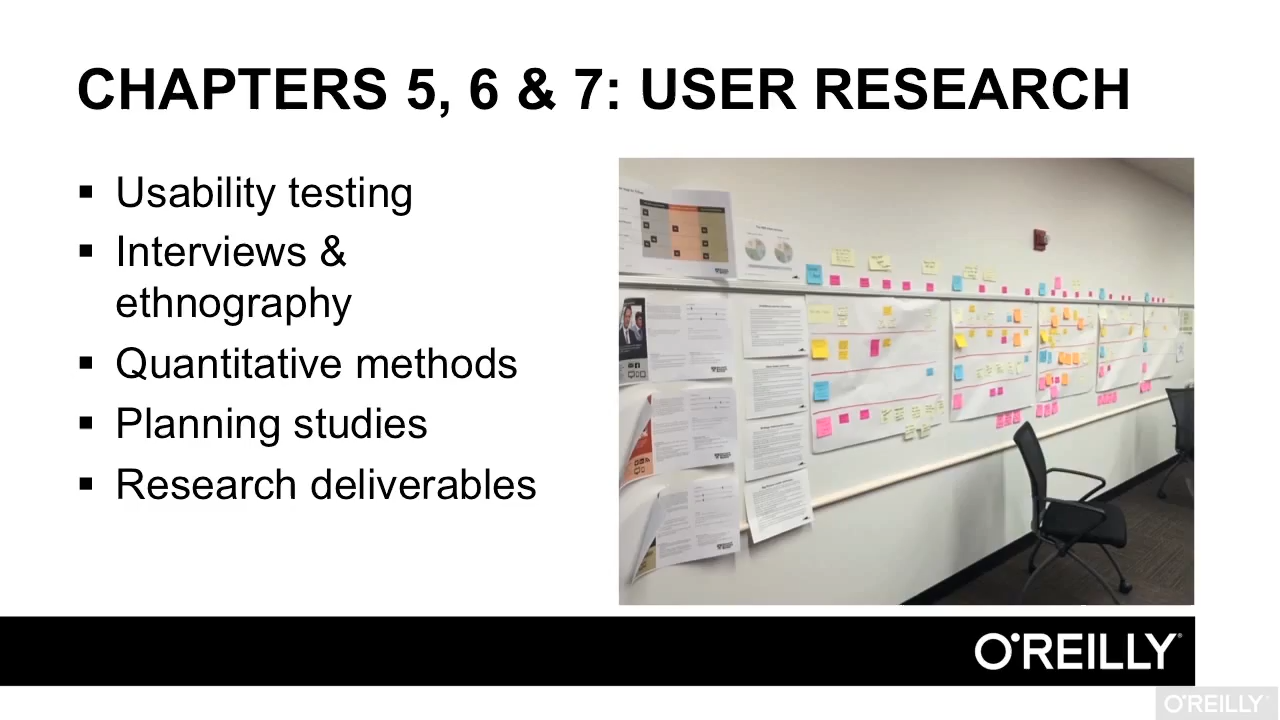 CHAPTERS 5, 6 & 7: USER RESEARCH
▪ Usability testing
▪ Interviews &
ethnography
▪ Quantitative methods
▪ Planning studies
▪ Research deliverables
O'REILLY®
O'REILLY®